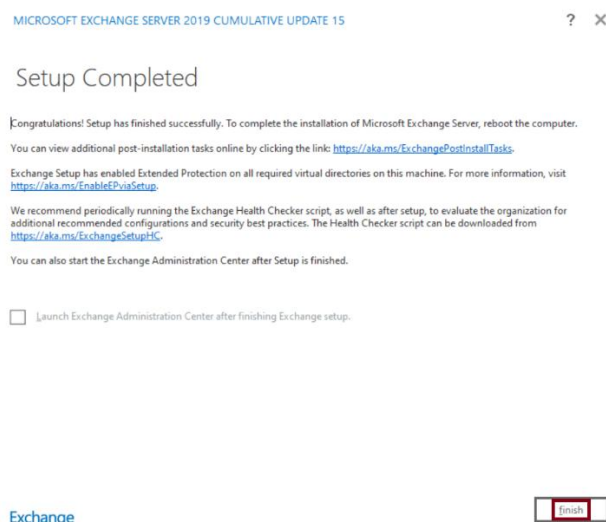 MICROSOFT EXCHANGE SERVER 2019 CUMULATIVE UPDATE 15
?
Setup Completed
Congratulations! Setup has finished successfully. To complete the installation of Microsoft Exchange Server, reboot the computer.
You can view additional post-installation tasks online by clicking the link: https://aka.ms/ExchangePostInstallTasks.
Exchange Setup has enabled Extended Protection on all required virtual directories on this machine. For more information, visit
https://aka.ms/EnableEPviaSetup.
We recommend periodically running the Exchange Health Checker script, as well as after setup, to evaluate the organization for
additional recommended configurations and security best practices. The Health Checker script can be downloaded from
https://aka.ms/ExchangeSetupHC.
You can also start the Exchange Administration Center after Setup is finished.
Launch Exchange Administration Center after finishing Exchange setup.
Exchange
finish